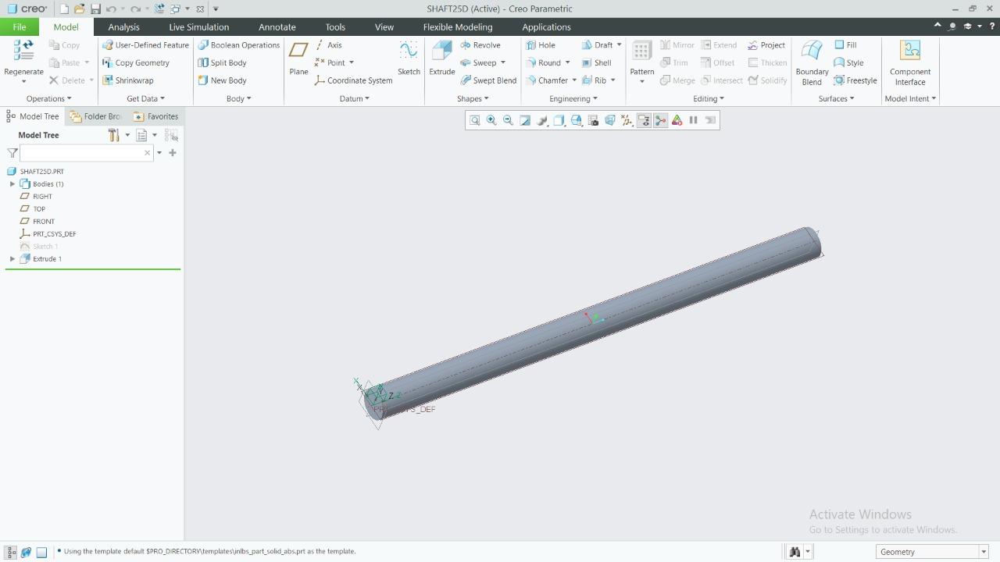 creo
SHAFT25D (Active) - Creo Parametric
File Model Analysis Live Simulation Annotate Tools View Flexible Modeling Applications
Regenerate
Copy
Paste
Delete
Operations
User-Defined Feature
Copy Geometry
Shrinkwrap
Get Data
Boolean Operations
Split Body
New Body
Body
Plane
Axis
Point
Coordinate System
Sketch
Datum
Extrude
Revolve
Sweep
Swept Blend
Shapes
Hole
Round
Chamfer
Draft
Shell
Rib
Engineering
Pattern
Mirror
Trim
Merge
Extend
Offset
Intersect
Project
Thicken
Solidify
Editing
Boundary
Blend
Fill
Style
Freestyle
Surfaces
Component
Interface
Model Intent
Model Tree Folder Bro Favorites
Model Tree
SHAFT25D.PRT
Bodies (1)
RIGHT
TOP
FRONT
PRT_CSYS_DEF
Sketch 1
Extrude 1
X
X
Y
Z Z
Activate Windows
Go to Settings to activate Windows.
• Using the template default $PRO_DIRECTORY\templates\inlbs_part_solid_abs.prt as the template.
Geometry